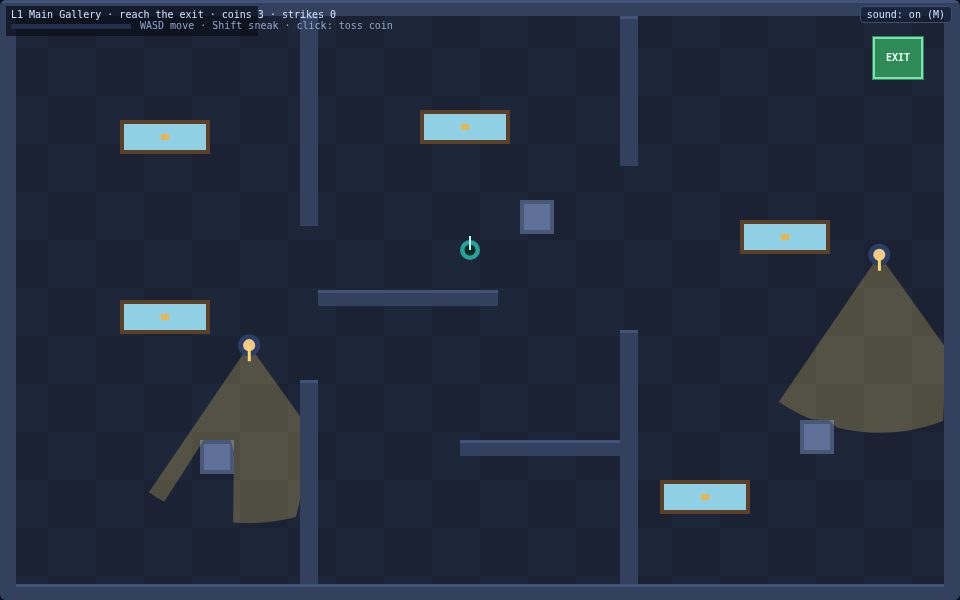 L1 Main Gallery · reach the exit · coins 3 · strikes 0
WASD move · Shift sneak · click: toss coin
sound: on (M)
EXIT